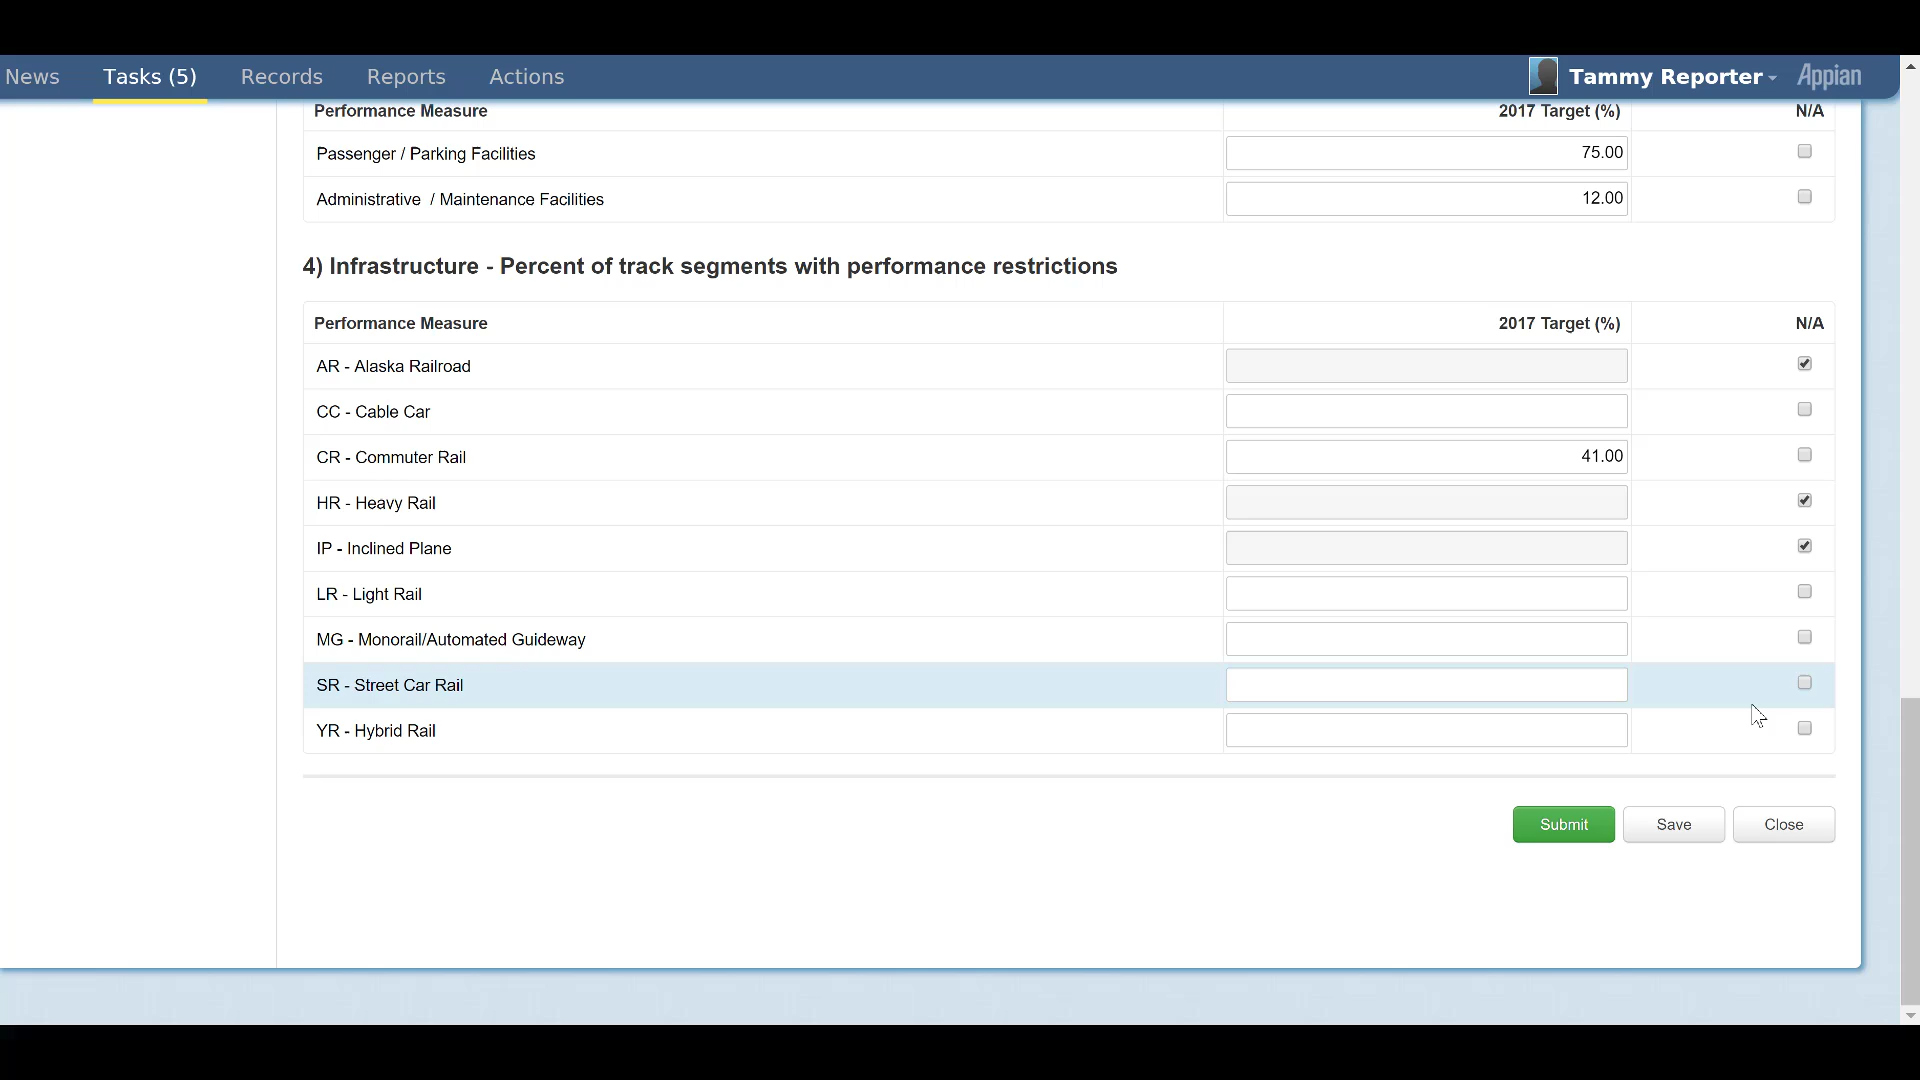 News Tasks (5) Records Reports Actions Tammy Reporter Appian
Performance Measure 2017 Target (%) N/A
Passenger / Parking Facilities 75.00
Administrative / Maintenance Facilities 12.00
4) Infrastructure - Percent of track segments with performance restrictions
Performance Measure 2017 Target (%) N/A
AR - Alaska Railroad
CC - Cable Car
CR - Commuter Rail 41.00
HR - Heavy Rail
IP - Inclined Plane
LR - Light Rail
MG - Monorail/Automated Guideway
SR - Street Car Rail
YR - Hybrid Rail
Submit Save Close